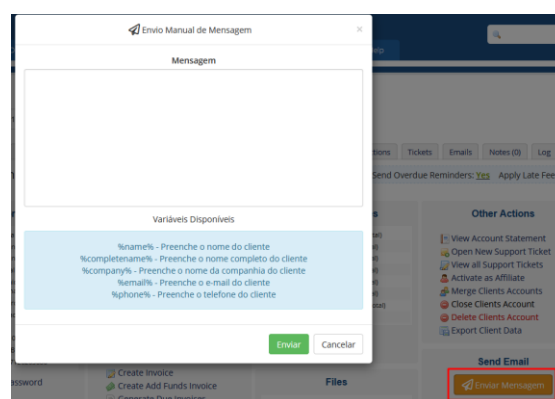 Envio Manual de Mensagem ×
Mensagem
Variáveis Disponíveis
%name% - Preenche o nome do cliente
%completename% - Preenche o nome completo do cliente
%company% - Preenche o nome da companhia do cliente
%email% - Preenche o e-mail do cliente
%phone% - Preenche o telefone do cliente
Enviar
Cancelar
Tickets
Emails
Notes (0)
Log
Send Overdue Reminders: Yes
Apply Late Fee
Other Actions
View Account Statement
Open New Support Ticket
View all Support Tickets
Activate as Affiliate
Merge Clients Accounts
Close Clients Account
Delete Clients Account
Export Client Data
Send Email
Enviar Mensagem
Create Invoice
Create Add Funds Invoice
Generate Due Invoices
Files